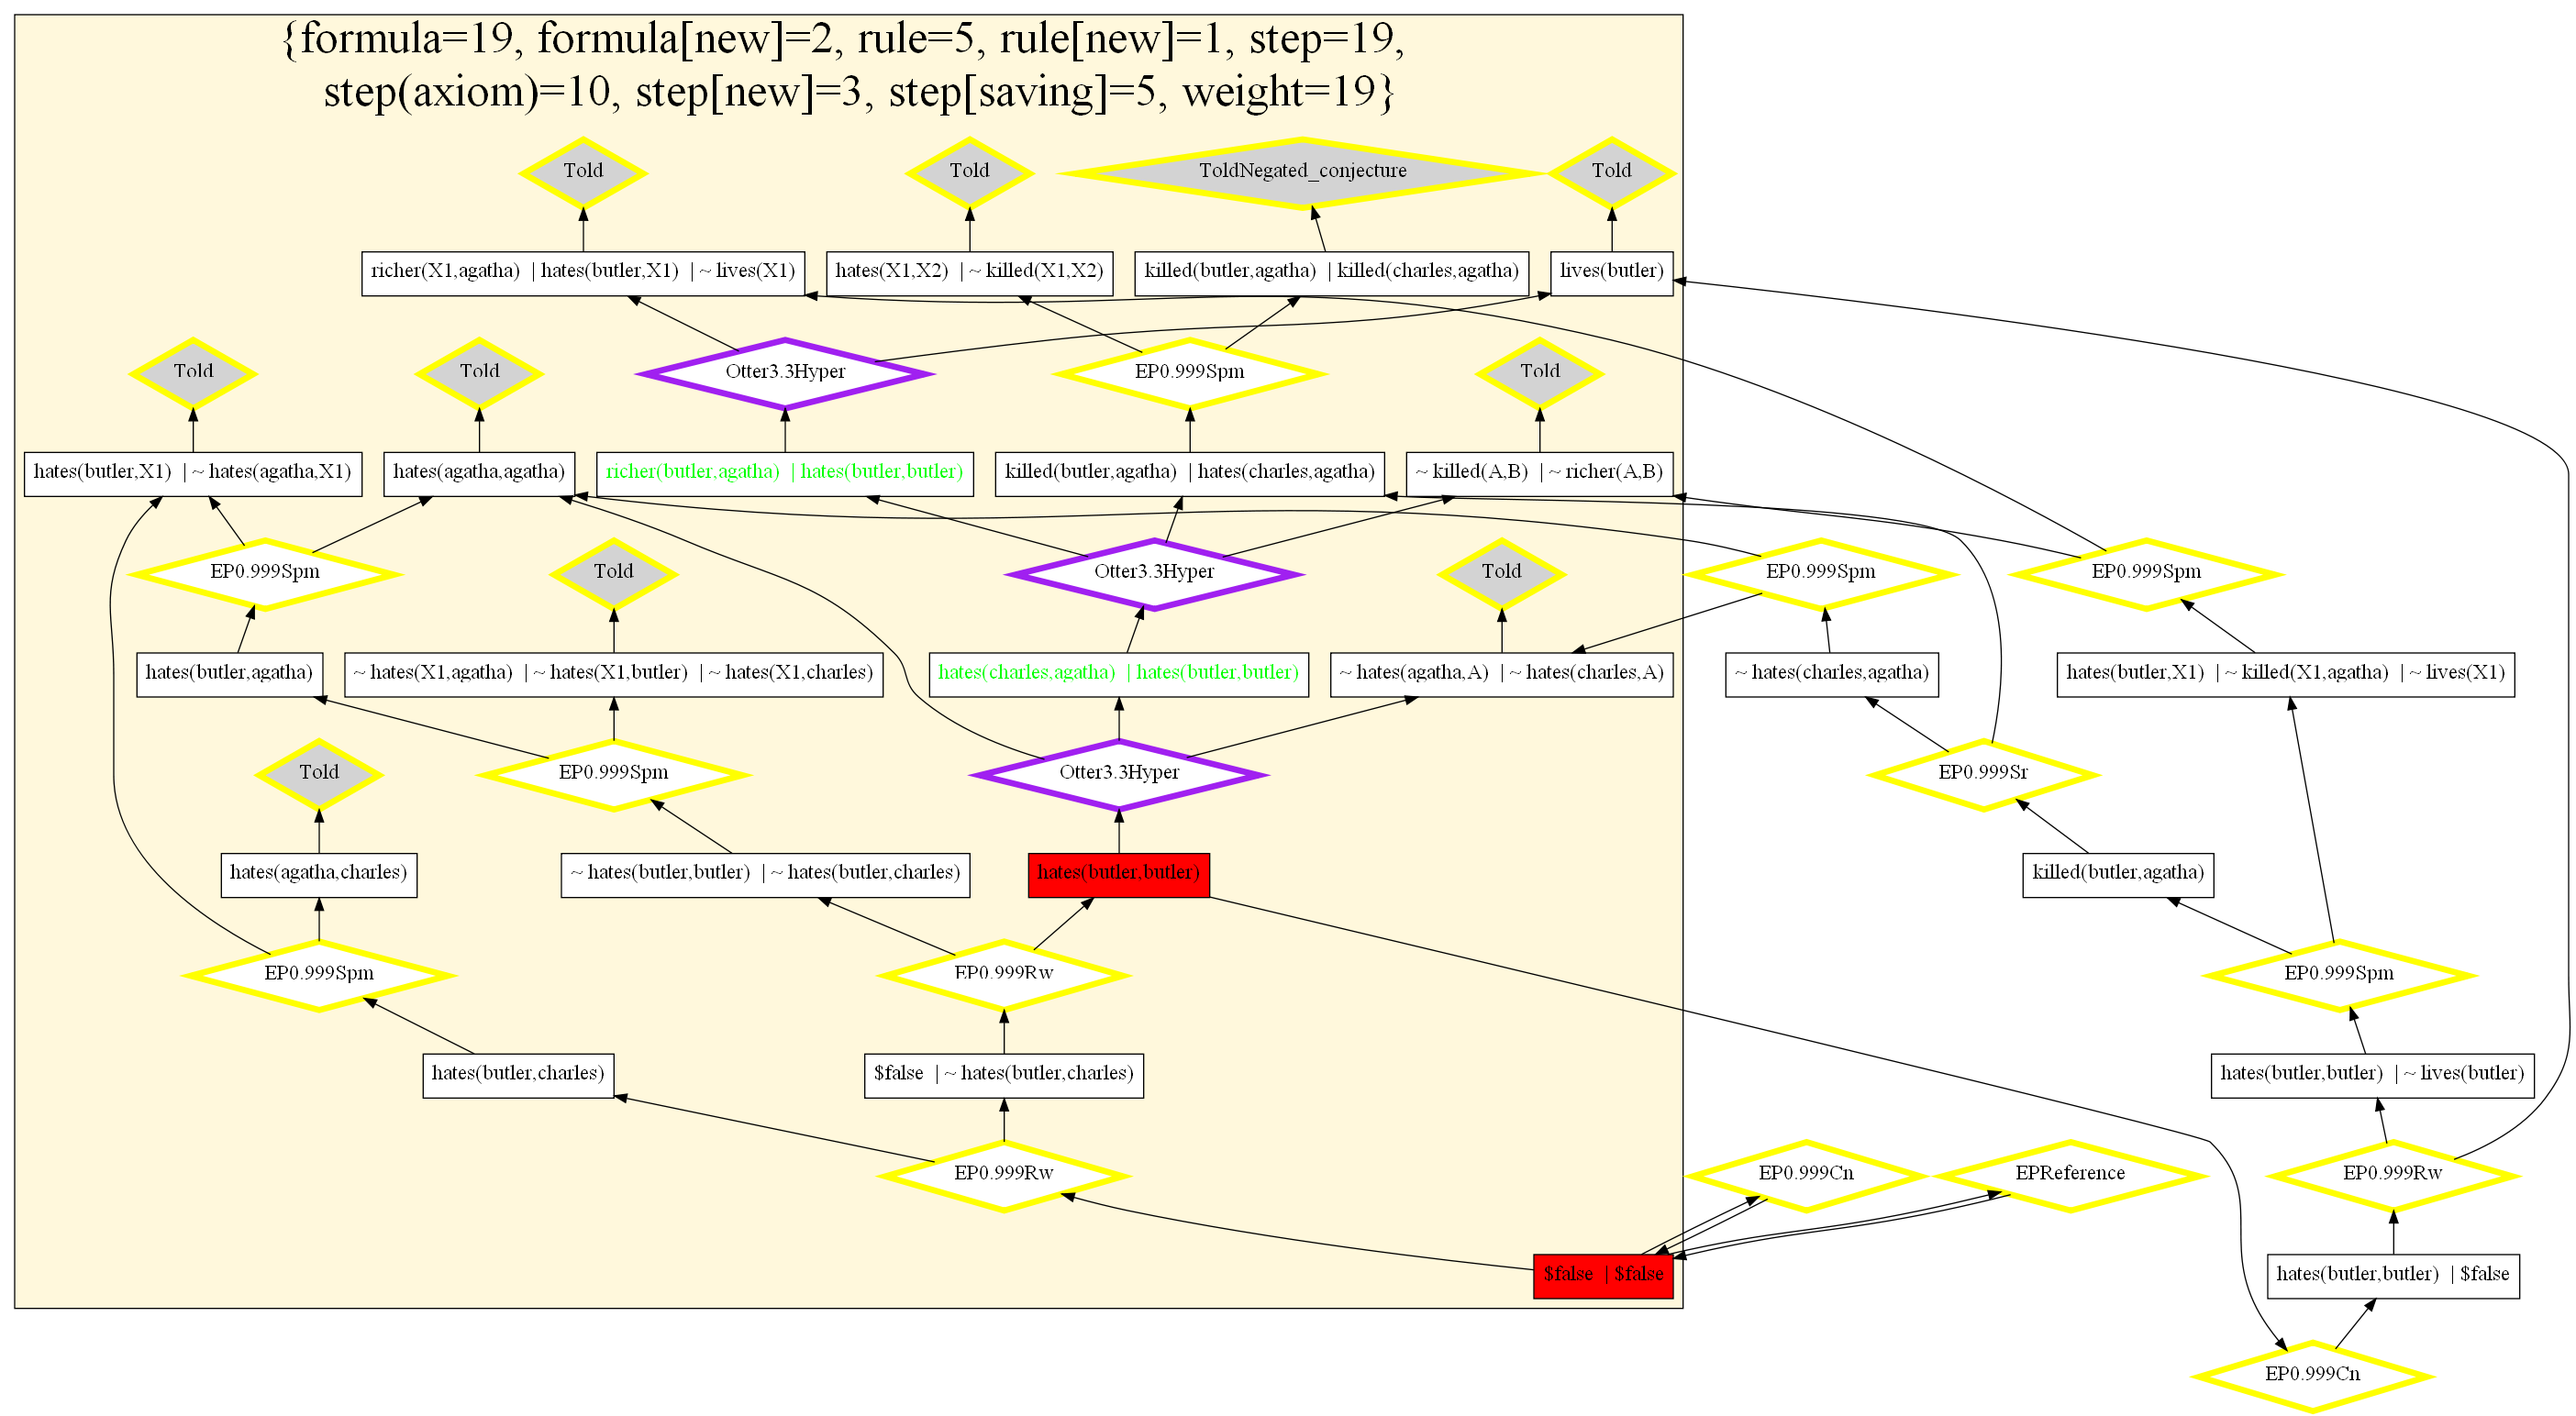 {formula=19, formula[new]=2, rule=5, rule[new]=1, step=19,
step(axiom)=10, step[new]=3, step[saving]=5, weight=19}
Told
Told
ToldNegated_conjecture
Told
richer(X1,agatha) | hates(butler,X1) | ~ lives(X1)
hates(X1,X2) | ~ killed(X1,X2)
killed(butler,agatha) | killed(charles,agatha)
lives(butler)
Told
Told
Otter3.3Hyper
EP0.999Spm
Told
hates(butler,X1) | ~ hates(agatha,X1)
hates(agatha,agatha)
richer(butler,agatha) | hates(butler,butler)
killed(butler,agatha) | hates(charles,agatha)
~ killed(A,B) | ~ richer(A,B)
EP0.999Spm
Told
Otter3.3Hyper
Told
EP0.999Spm
EP0.999Spm
hates(butler,agatha)
~ hates(X1,agatha) | ~ hates(X1,butler) | ~ hates(X1,charles)
hates(charles,agatha) | hates(butler,butler)
~ hates(agatha,A) | ~ hates(charles,A)
~ hates(charles,agatha)
hates(butler,X1) | ~ killed(X1,agatha) | ~ lives(X1)
Told
EP0.999Spm
Otter3.3Hyper
EP0.999Sr
hates(agatha,charles)
~ hates(butler,butler) | ~ hates(butler,charles)
hates(butler,butler)
killed(butler,agatha)
EP0.999Spm
EP0.999Rw
EP0.999Spm
hates(butler,charles)
$false | ~ hates(butler,charles)
hates(butler,butler) | ~ lives(butler)
EP0.999Rw
EP0.999Cn
EPReference
EP0.999Rw
$false | $false
hates(butler,butler) | $false
EP0.999Cn